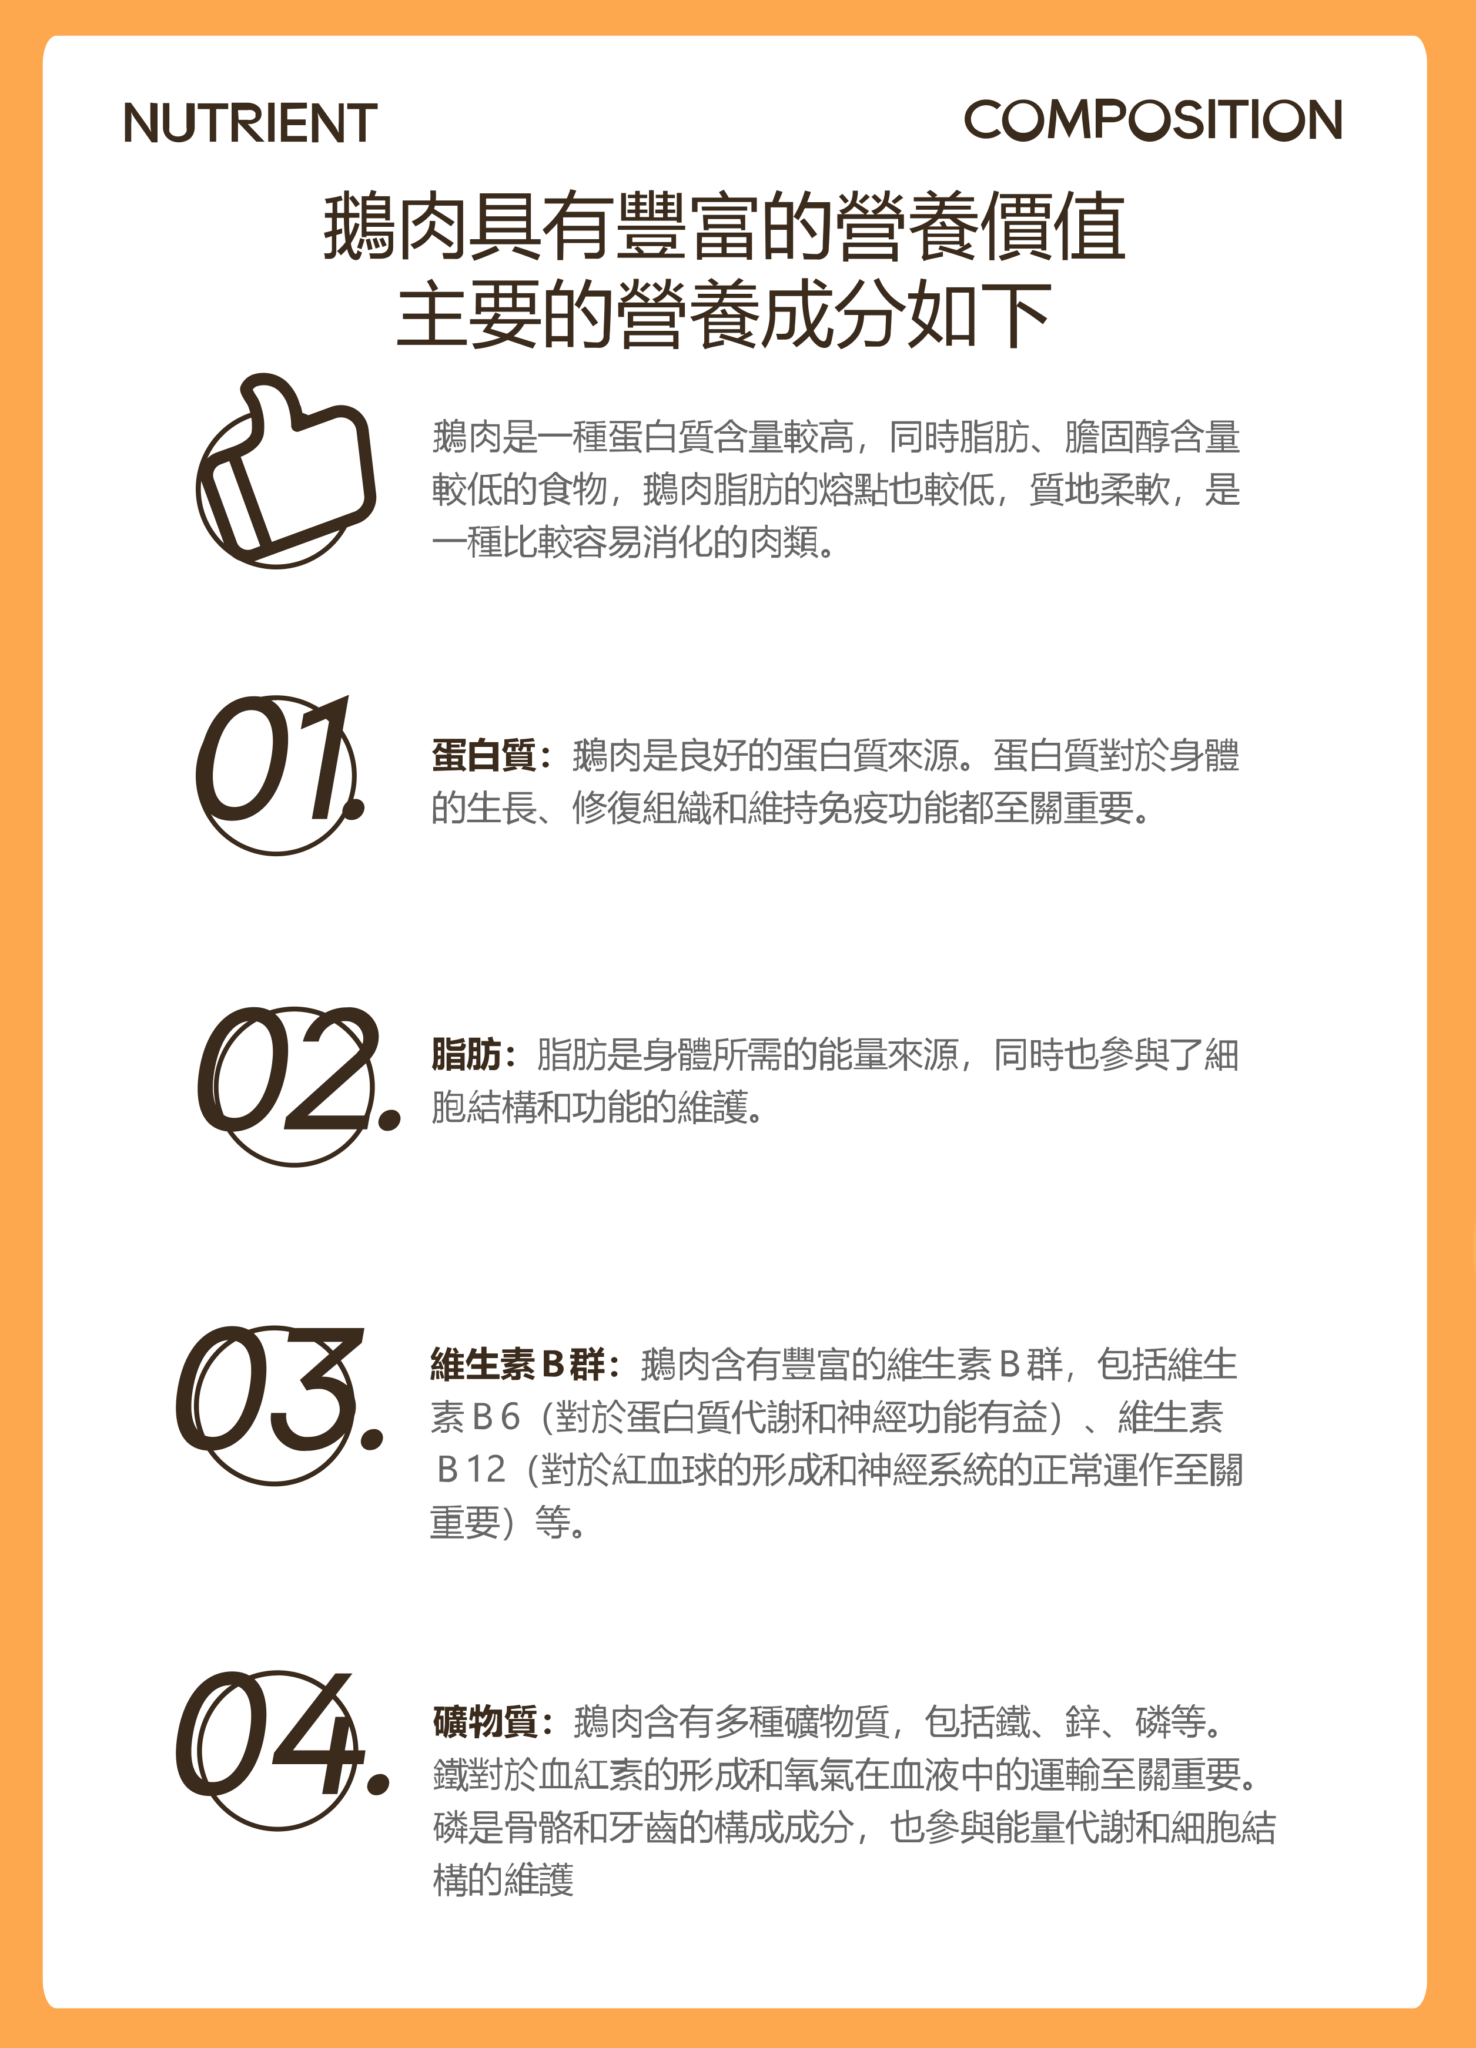 NUTRIENT
COMPOSITION
鵝肉具有豐富的營養價值
主要的營養成分如下
鵝肉是一種蛋白質含量較高，同時脂肪、膽固醇含量
較低的食物，鵝肉脂肪的熔點也較低，質地柔軟，是
一種比較容易消化的肉類。
01.
蛋白質：鵝肉是良好的蛋白質來源。蛋白質對於身體
的生長、修復組織和維持免疫功能都至關重要。
02.
脂肪：脂肪是身體所需的能量來源，同時也參與了細
胞結構和功能的維護。
03.
維生素B群：鵝肉含有豐富的維生素B群，包括維生
素B6（對於蛋白質代謝和神經功能有益）、維生素
B12（對於紅血球的形成和神經系統的正常運作至關
重要）等。
04.
礦物質：鵝肉含有多種礦物質，包括鐵、鋅、磷等。
鐵對於血紅素的形成和氧氣在血液中的運輸至關重要。
磷是骨骼和牙齒的構成成分，也參與能量代謝和細胞結
構的維護